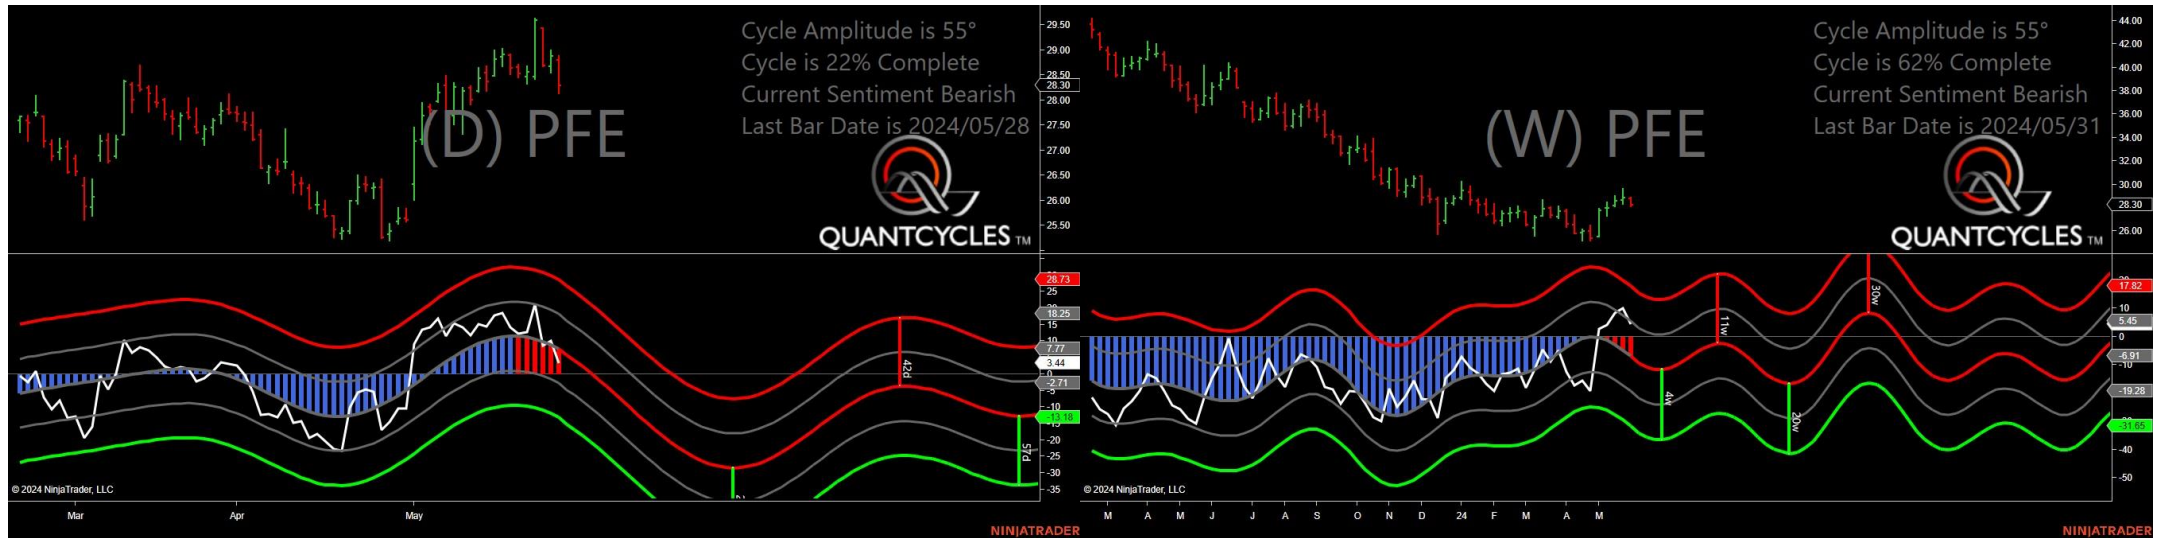 Cycle Amplitude is 55°
Cycle is 22% Complete
Current Sentiment Bearish
Last Bar Date is 2024/05/28
(D) PFE
QUANTCYCLES TM
29.50
29.00
28.50
28.30
28.00
27.50
27.00
26.50
26.00
25.50
28.73
25
18.25
15
10
7.77
3.44
0
-2.71
-5
-10
-13.18
-15
-20
-25
-30
-35
42d
57d
© 2024 NinjaTrader, LLC
Mar
Apr
May
NINJATRADER
Cycle Amplitude is 55°
Cycle is 62% Complete
Current Sentiment Bearish
Last Bar Date is 2024/05/31
(W) PFE
QUANTCYCLES TM
44.00
42.00
40.00
38.00
36.00
34.00
32.00
30.00
28.30
26.00
17.82
10
5.45
0
-6.91
-10
-19.28
-31.65
-40
-50
11w
4w
20w
30w
© 2024 NinjaTrader, LLC
M A M J J A S O N D 24 F M A M
NINJATRADER